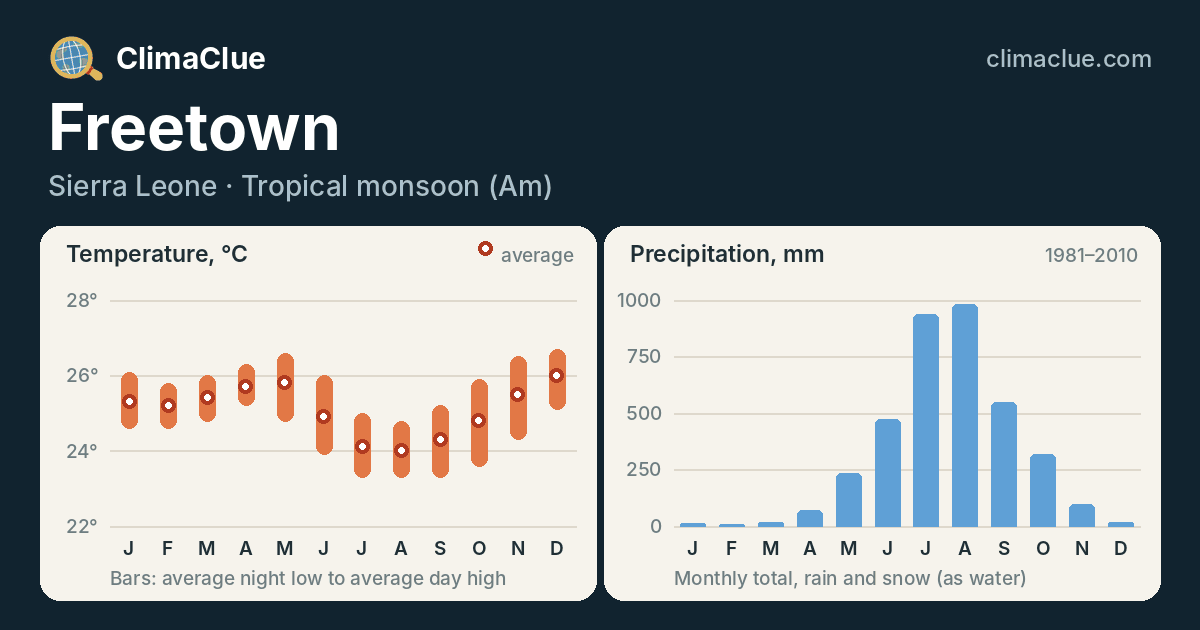 ClimaClue
climaclue.com
Freetown
Sierra Leone · Tropical monsoon (Am)
Temperature, °C
average
28°
26°
24°
22°
J F M A M J J A S O N D
Bars: average night low to average day high
Precipitation, mm
1981–2010
1000
750
500
250
0
J F M A M J J A S O N D
Monthly total, rain and snow (as water)